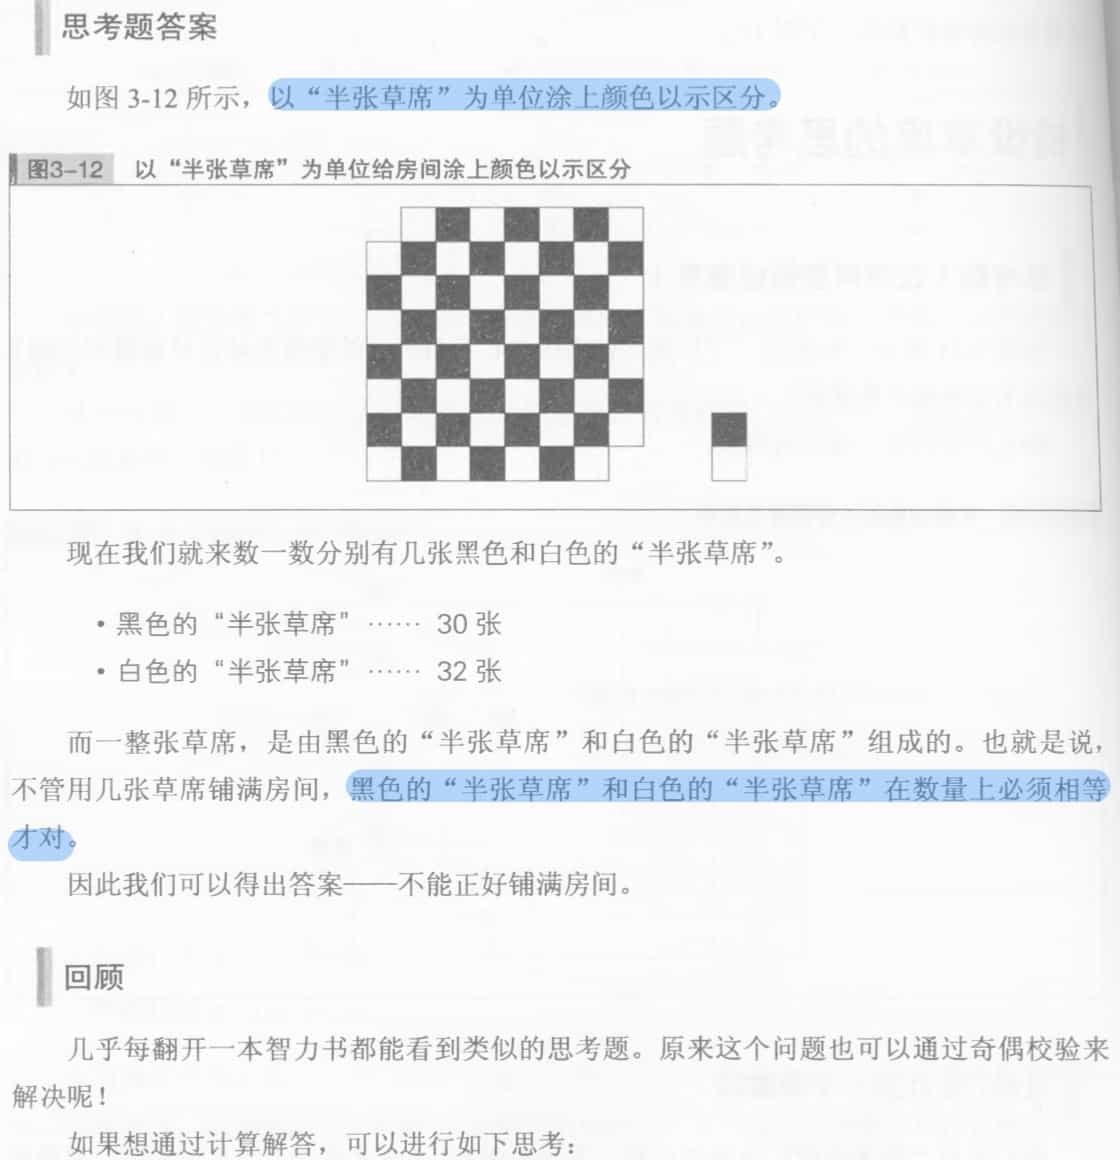 思考题答案
如图 3-12 所示，以“半张草席”为单位涂上颜色以示区分。
图3-12 以“半张草席”为单位给房间涂上颜色以示区分
现在我们就来数一数分别有几张黑色和白色的“半张草席”。
• 黑色的“半张草席” …… 30 张
• 白色的“半张草席” …… 32 张
而一整张草席，是由黑色的“半张草席”和白色的“半张草席”组成的。也就是说，
不管用几张草席铺满房间，黑色的“半张草席”和白色的“半张草席”在数量上必须相等
才对。
因此我们可以得出答案——不能正好铺满房间。
回顾
几乎每翻开一本智力书都能看到类似的思考题。原来这个问题也可以通过奇偶校验来
解决呢！
如果想通过计算解答，可以进行如下思考：